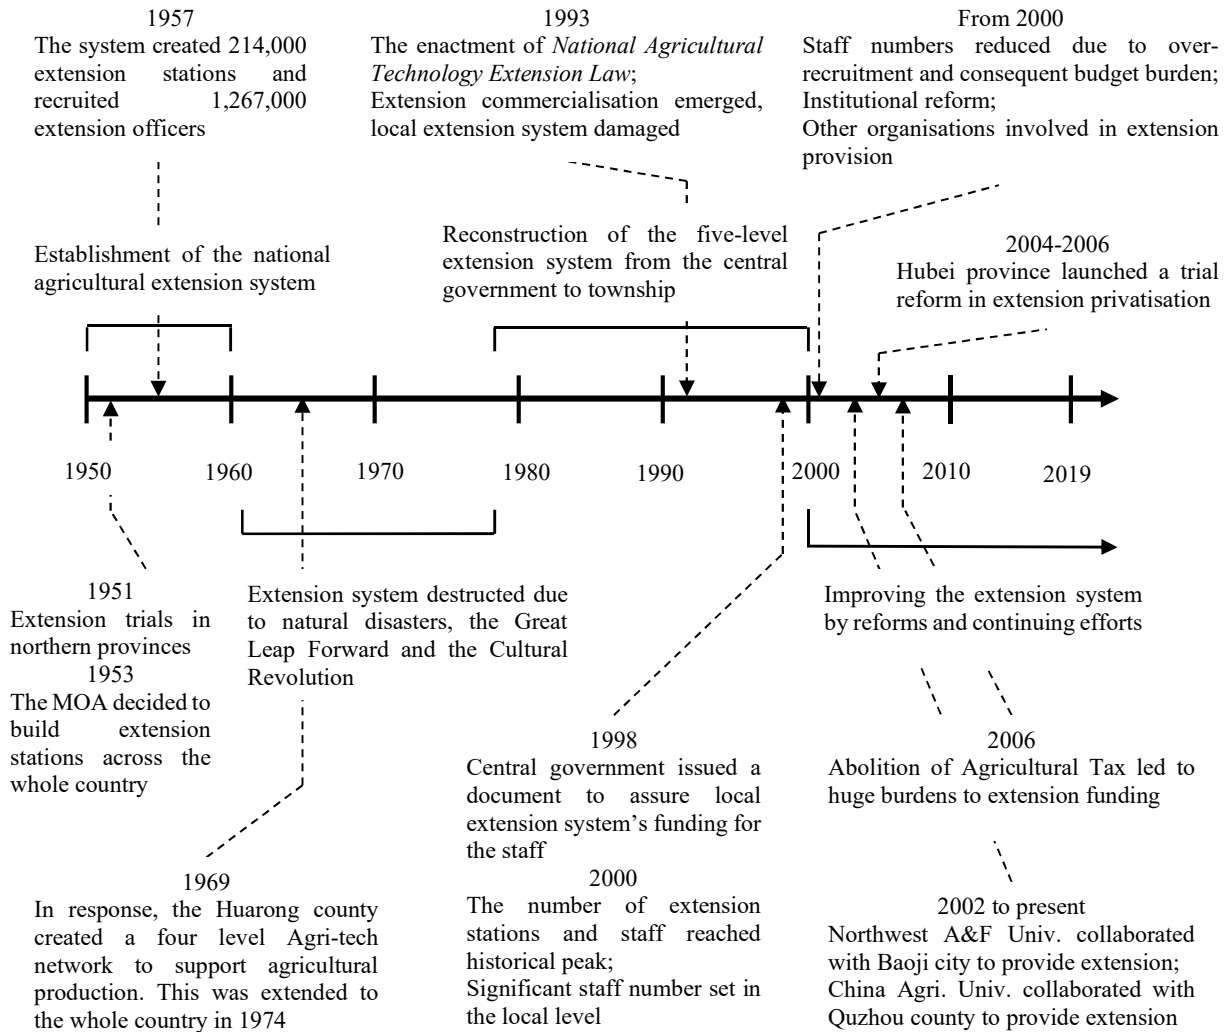 1957
The system created 214,000
extension stations and
recruited 1,267,000
extension officers
1993
The enactment of National Agricultural
Technology Extension Law;
Extension commercialisation emerged,
local extension system damaged
From 2000
Staff numbers reduced due to over-
recruitment and consequent budget burden;
Institutional reform;
Other organisations involved in extension
provision
Establishment of the national
agricultural extension system
Reconstruction of the five-level
extension system from the central
government to township
2004-2006
Hubei province launched a trial
reform in extension privatisation
1950
1960
1970
1980
1990
2000
2010
2019
1951
Extension trials in
northern provinces
1953
The MOA decided to
build extension
stations across the
whole country
Extension system destructed due
to natural disasters, the Great
Leap Forward and the Cultural
Revolution
Improving the extension system
by reforms and continuing efforts
1998
Central government issued a
document to assure local
extension system's funding for
the staff
2000
The number of extension
stations and staff reached
historical peak;
Significant staff number set in
the local level
2006
Abolition of Agricultural Tax led to
huge burdens to extension funding
1969
In response, the Huarong county
created a four level Agri-tech
network to support agricultural
production. This was extended to
the whole country in 1974
2002 to present
Northwest A&F Univ. collaborated
with Baoji city to provide extension;
China Agri. Univ. collaborated with
Quzhou county to provide extension